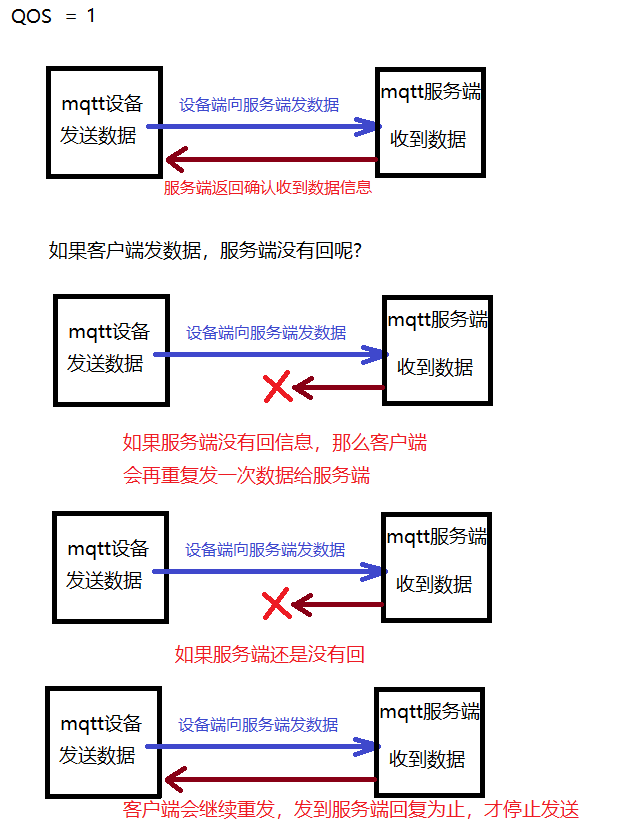 QOS = 1
mqtt设备
发送数据
设备端向服务端发数据
mqtt服务端
收到数据
服务端返回确认收到数据信息
如果客户端发数据，服务端没有回呢？
mqtt设备
发送数据
设备端向服务端发数据
mqtt服务端
收到数据
如果服务端没有回信息，那么客户端
会再重复发一次数据给服务端
mqtt设备
发送数据
设备端向服务端发数据
mqtt服务端
收到数据
如果服务端还是没有回
mqtt设备
发送数据
设备端向服务端发数据
mqtt服务端
收到数据
客户端会继续重发，发到服务端回复为止，才停止发送